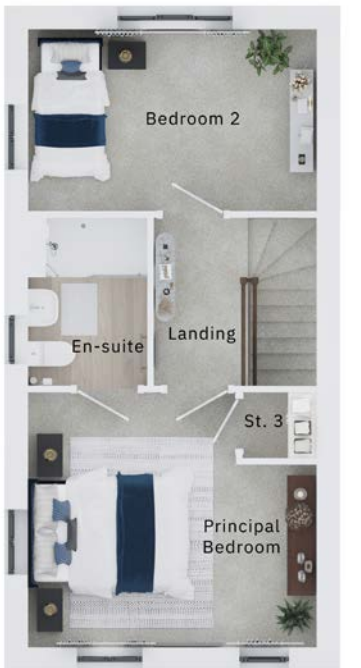 Bedroom 2
En-suite
Landing
St. 3
Principal
Bedroom